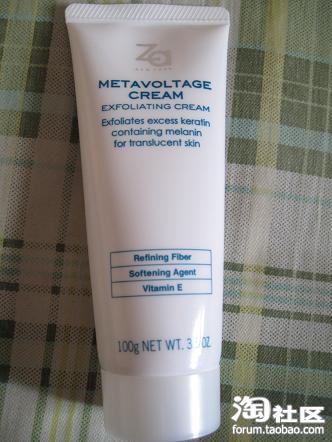 Za
METAVOLTAGE
CREAM
EXFOLIATING CREAM
Exfoliates excess keratin
containing melanin
for translucent skin
Refining Fiber
Softening Agent
Vitamin E
100g NET WT. OZ.
淘社区
forum.taobao.com